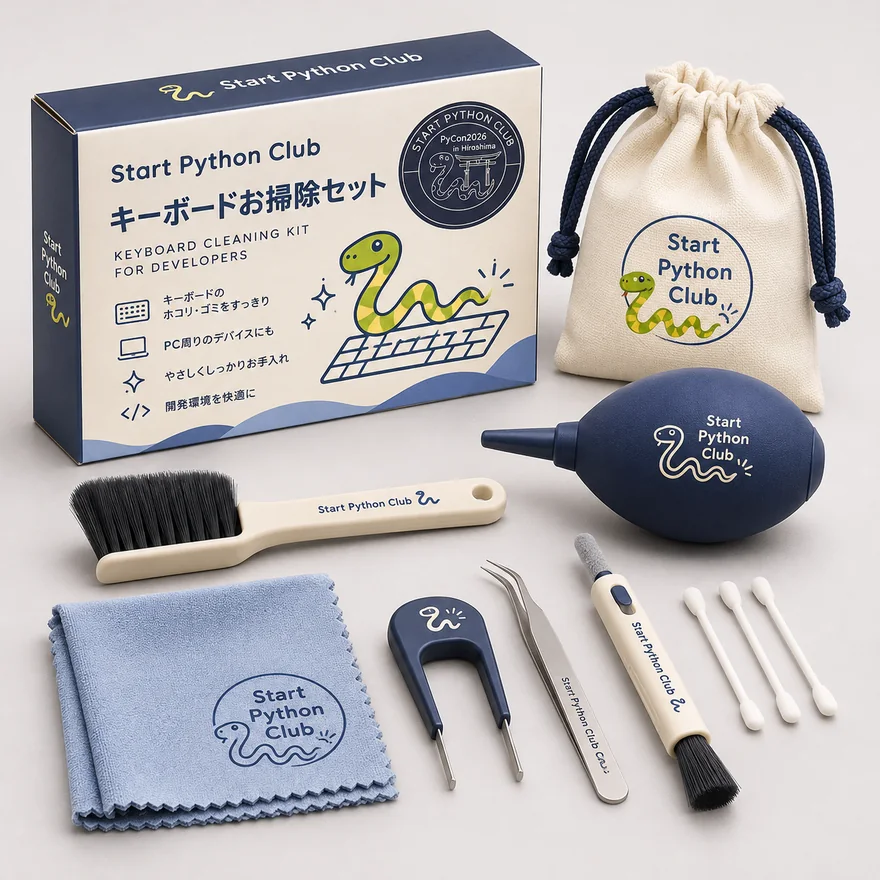 Start Python Club
Start Python Club
キーボードお掃除セット
KEYBOARD CLEANING KIT
FOR DEVELOPERS
キーボードの
ホコリ・ゴミをすっきり
PC周りのデバイスにも
やさしくしっかりお手入れ
</>
開発環境を快適に
START PYTHON CLUB
PyCon2026
in Hiroshima
Start
Python
Club
Start
Python
Club
Start
Python
Club
Start Python Club
Start
Python
Club
Start Python Club
Start Python Club